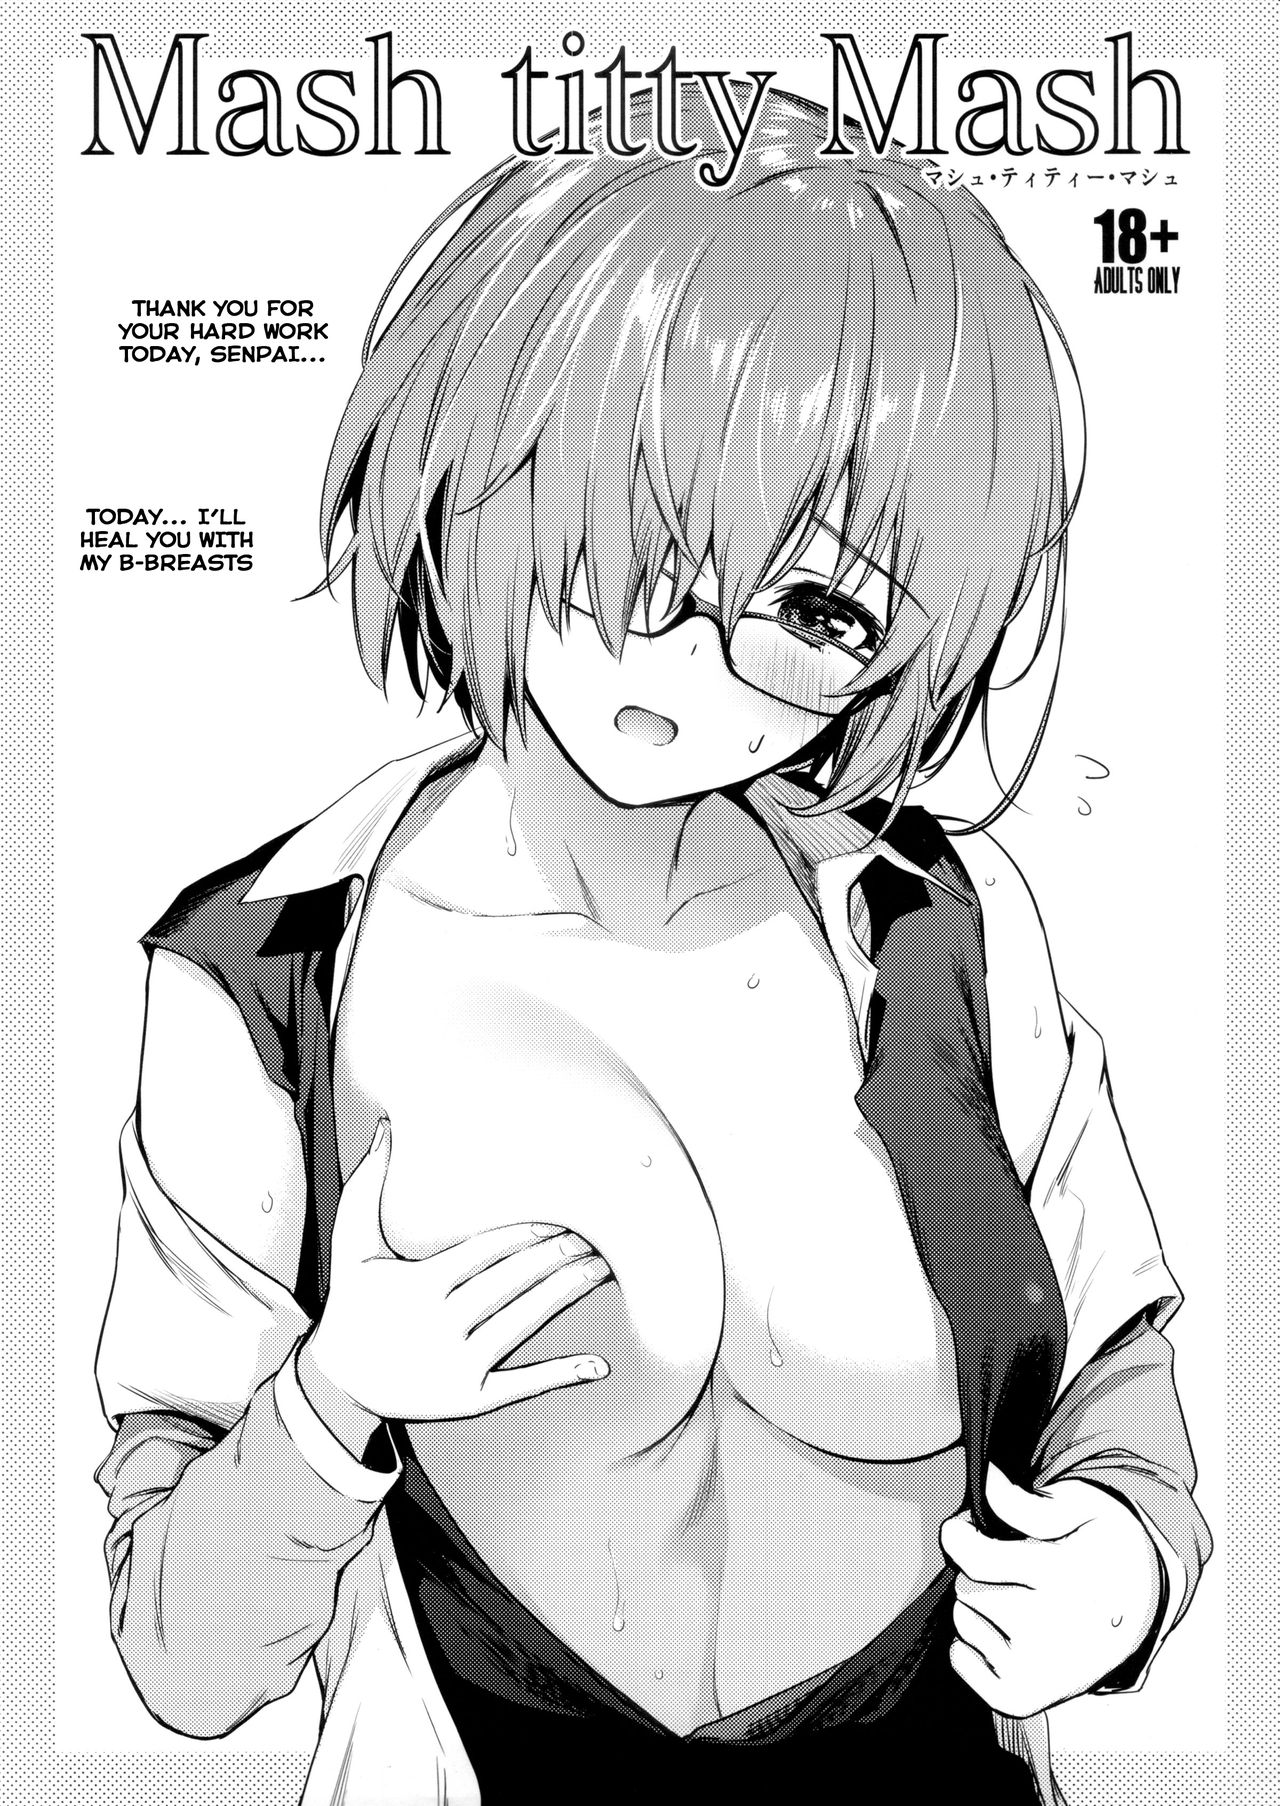 Mash titty Mash
マシュ・ティティー・マシュ
18+
ADULTS ONLY
THANK YOU FOR
YOUR HARD WORK
TODAY, SENPAI...
TODAY... I'LL
HEAL YOU WITH
MY B-BREASTS